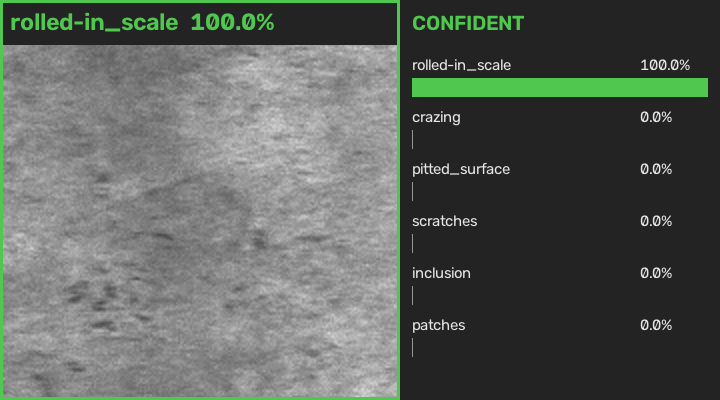 rolled-in_scale 100.0%
CONFIDENT
rolled-in_scale 100.0%
crazing 0.0%
pitted_surface 0.0%
scratches 0.0%
inclusion 0.0%
patches 0.0%